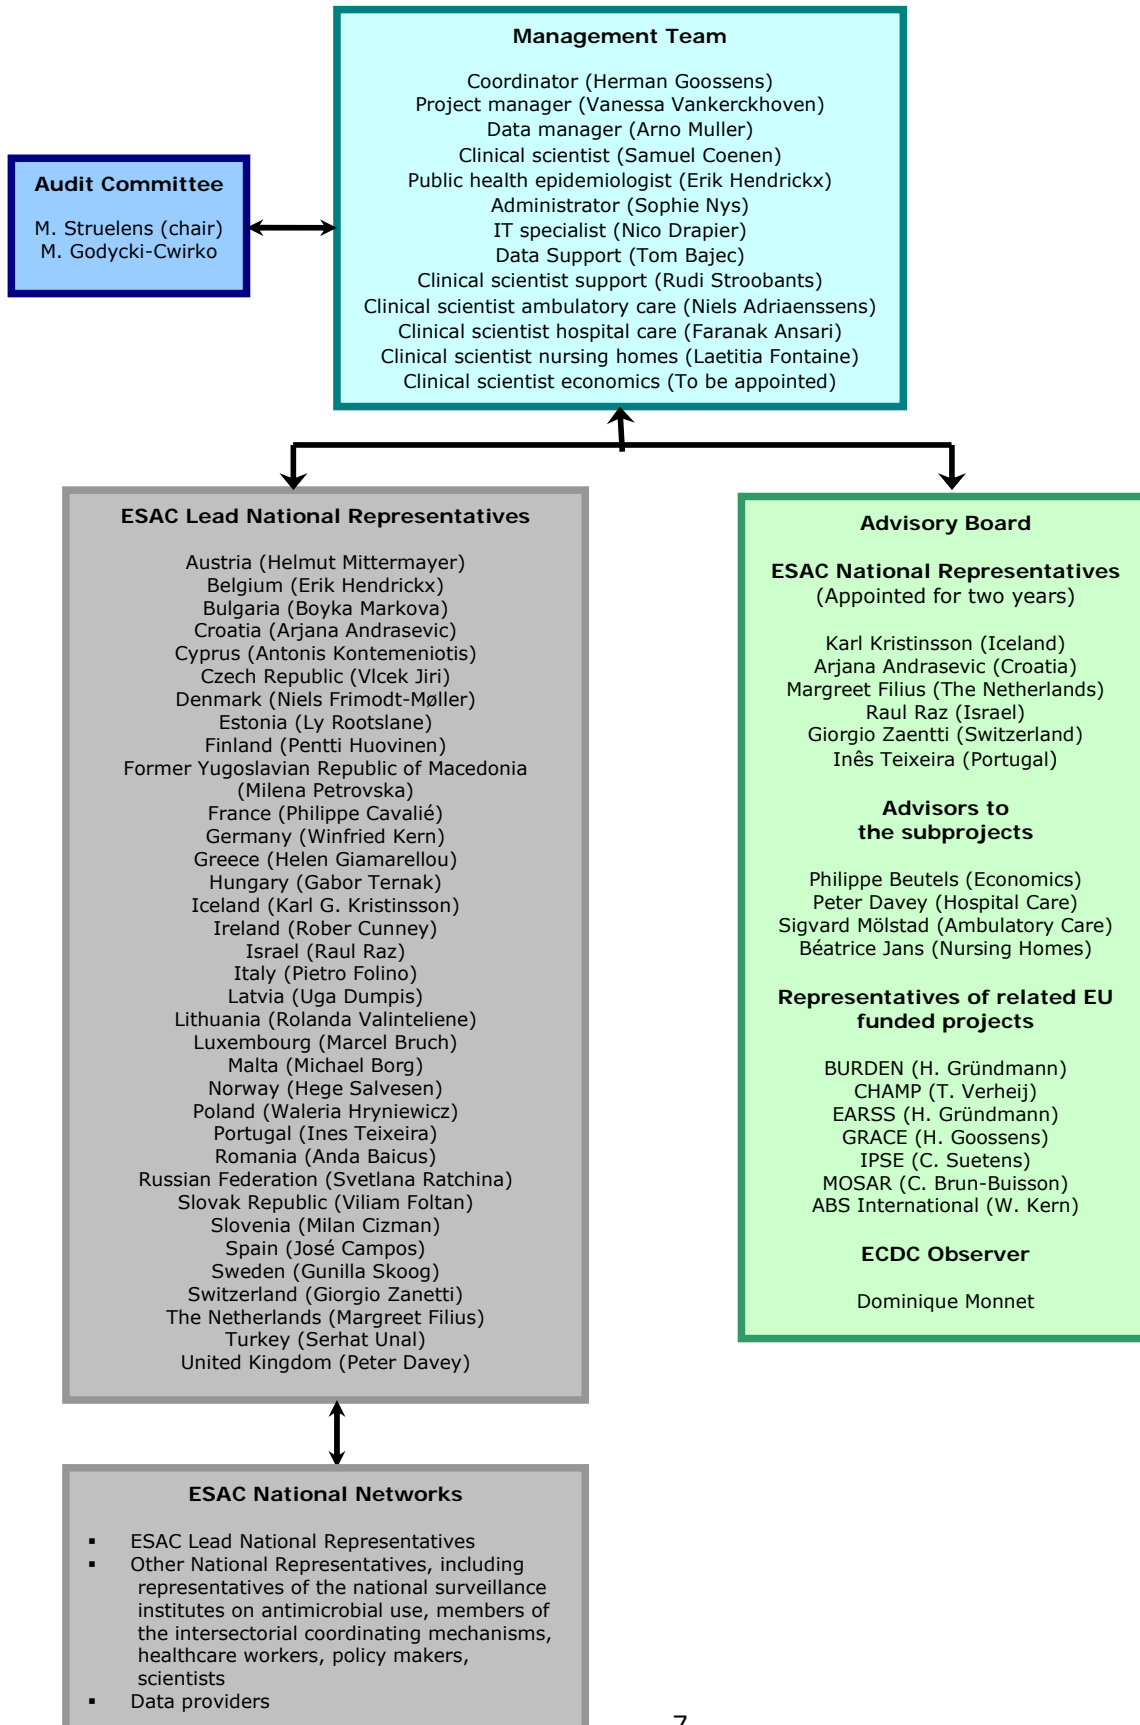 Management Team
Coordinator (Herman Goossens)
Project manager (Vanessa Vankerckhoven)
Data manager (Arno Muller)
Clinical scientist (Samuel Coenen)
Public health epidemiologist (Erik Hendrickx)
Administrator (Sophie Nys)
IT specialist (Nico Drapier)
Data Support (Tom Bajec)
Clinical scientist support (Rudi Stroobants)
Clinical scientist ambulatory care (Niels Adriaenssens)
Clinical scientist hospital care (Faranak Ansari)
Clinical scientist nursing homes (Laetitia Fontaine)
Clinical scientist economics (To be appointed)
Audit Committee
M. Struelens (chair)
M. Godycki-Cwirko
ESAC Lead National Representatives
Austria (Helmut Mittermayer)
Belgium (Erik Hendrickx)
Bulgaria (Boyka Markova)
Croatia (Arjana Andrasevic)
Cyprus (Antonis Kontemeniotis)
Czech Republic (Vlcek Jiri)
Denmark (Niels Frimodt-Møller)
Estonia (Ly Rootslane)
Finland (Pentti Huovinen)
Former Yugoslavian Republic of Macedonia
(Milena Petrovska)
France (Philippe Cavalié)
Germany (Winfried Kern)
Greece (Helen Giamarellou)
Hungary (Gabor Ternak)
Iceland (Karl G. Kristinsson)
Ireland (Rober Cunney)
Israel (Raul Raz)
Italy (Pietro Folino)
Latvia (Uga Dumpis)
Lithuania (Rolanda Valinteliene)
Luxembourg (Marcel Bruch)
Malta (Michael Borg)
Norway (Hege Salvesen)
Poland (Waleria Hryniewicz)
Portugal (Ines Teixeira)
Romania (Anda Baicus)
Russian Federation (Svetlana Ratchina)
Slovak Republic (Viliam Foltan)
Slovenia (Milan Cizman)
Spain (José Campos)
Sweden (Gunilla Skoog)
Switzerland (Giorgio Zanetti)
The Netherlands (Margreet Filius)
Turkey (Serhat Unal)
United Kingdom (Peter Davey)
Advisory Board
ESAC National Representatives
(Appointed for two years)
Karl Kristinsson (Iceland)
Arjana Andrasevic (Croatia)
Margreet Filius (The Netherlands)
Raul Raz (Israel)
Giorgio Zaentti (Switzerland)
Inês Teixeira (Portugal)
Advisors to
the subprojects
Philippe Beutels (Economics)
Peter Davey (Hospital Care)
Sigvard Mölstad (Ambulatory Care)
Béatrice Jans (Nursing Homes)
Representatives of related EU
funded projects
BURDEN (H. Gründmann)
CHAMP (T. Verheij)
EARSS (H. Gründmann)
GRACE (H. Goossens)
IPSE (C. Suetens)
MOSAR (C. Brun-Buisson)
ABS International (W. Kern)
ECDC Observer
Dominique Monnet
ESAC National Networks
▪ ESAC Lead National Representatives
▪ Other National Representatives, including
representatives of the national surveillance
institutes on antimicrobial use, members of
the intersectorial coordinating mechanisms,
healthcare workers, policy makers,
scientists
▪ Data providers
7